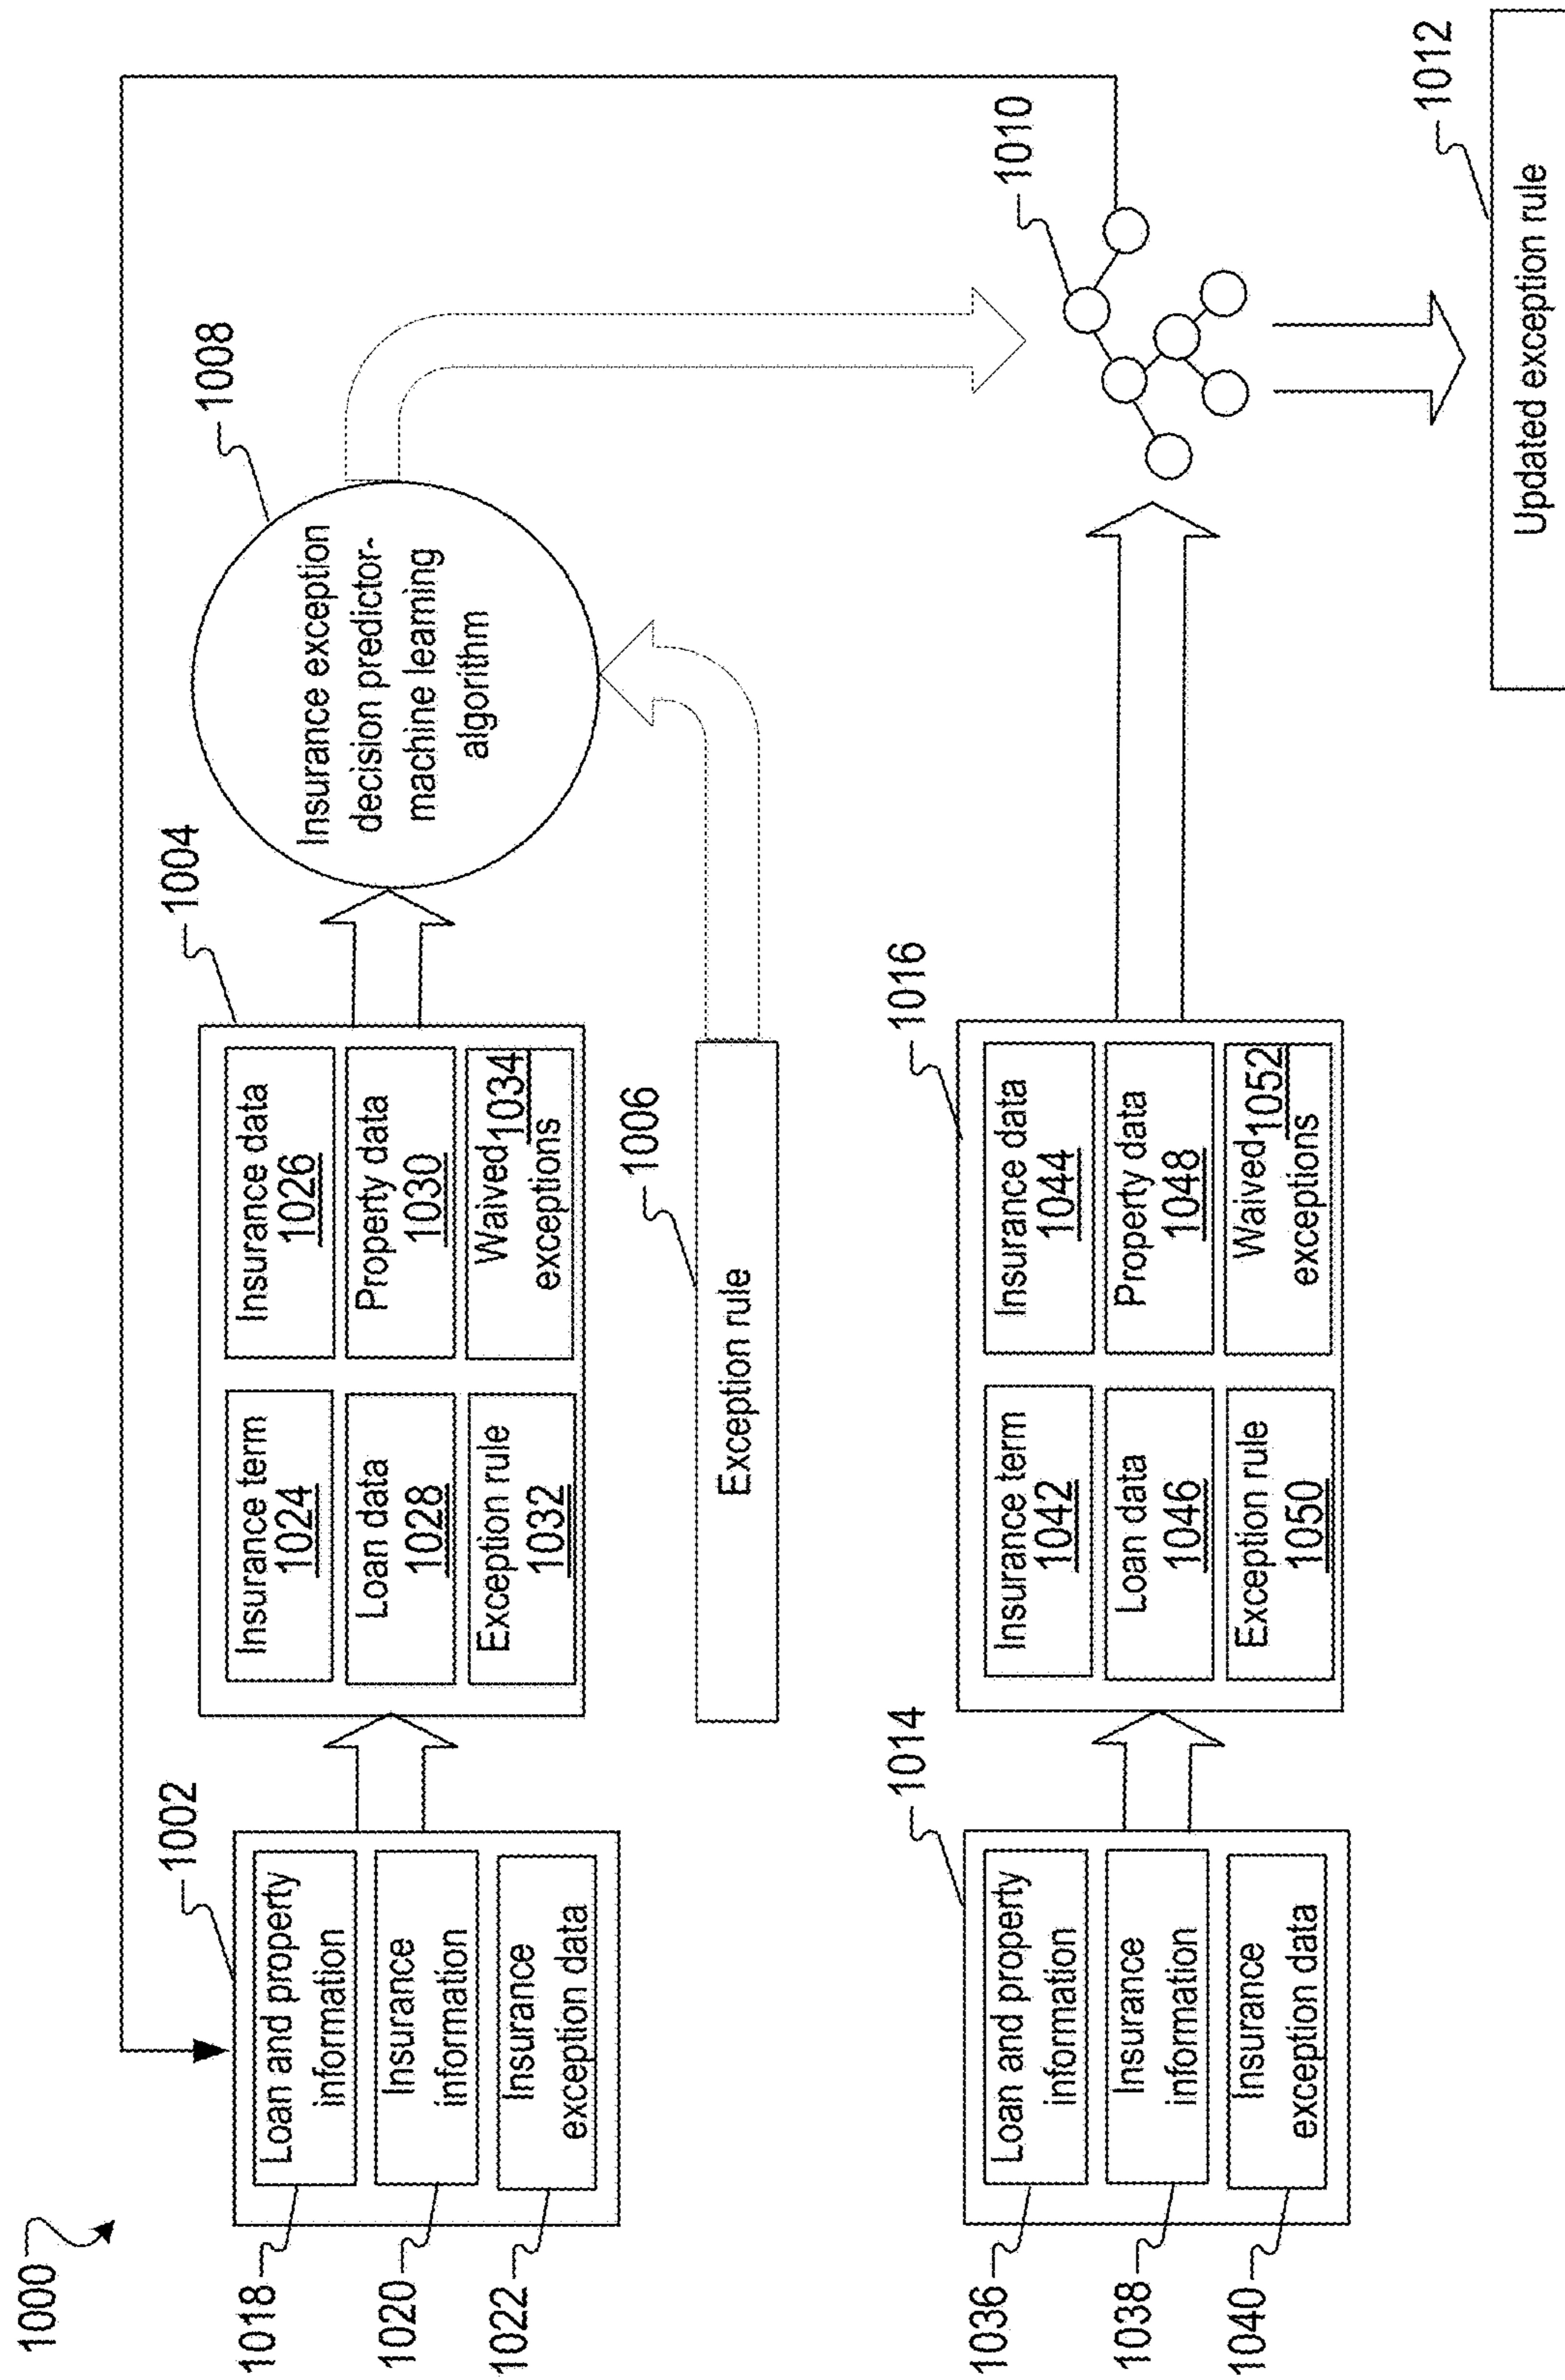 1000
1002
1018
Loan and property
information
1020
Insurance
information
1022
Insurance
exception data
1004
Insurance term
1024
Insurance data
1026
Loan data
1028
Property data
1030
Exception rule
1032
Waived 1034
exceptions
1008
Insurance exception
decision predictor-
machine learning
algorithm
1006
Exception rule
1014
1036
Loan and property
information
1038
Insurance
information
1040
Insurance
exception data
1016
Insurance term
1042
Insurance data
1044
Loan data
1046
Property data
1048
Exception rule
1050
Waived 1052
exceptions
1010
1012
Updated exception rule